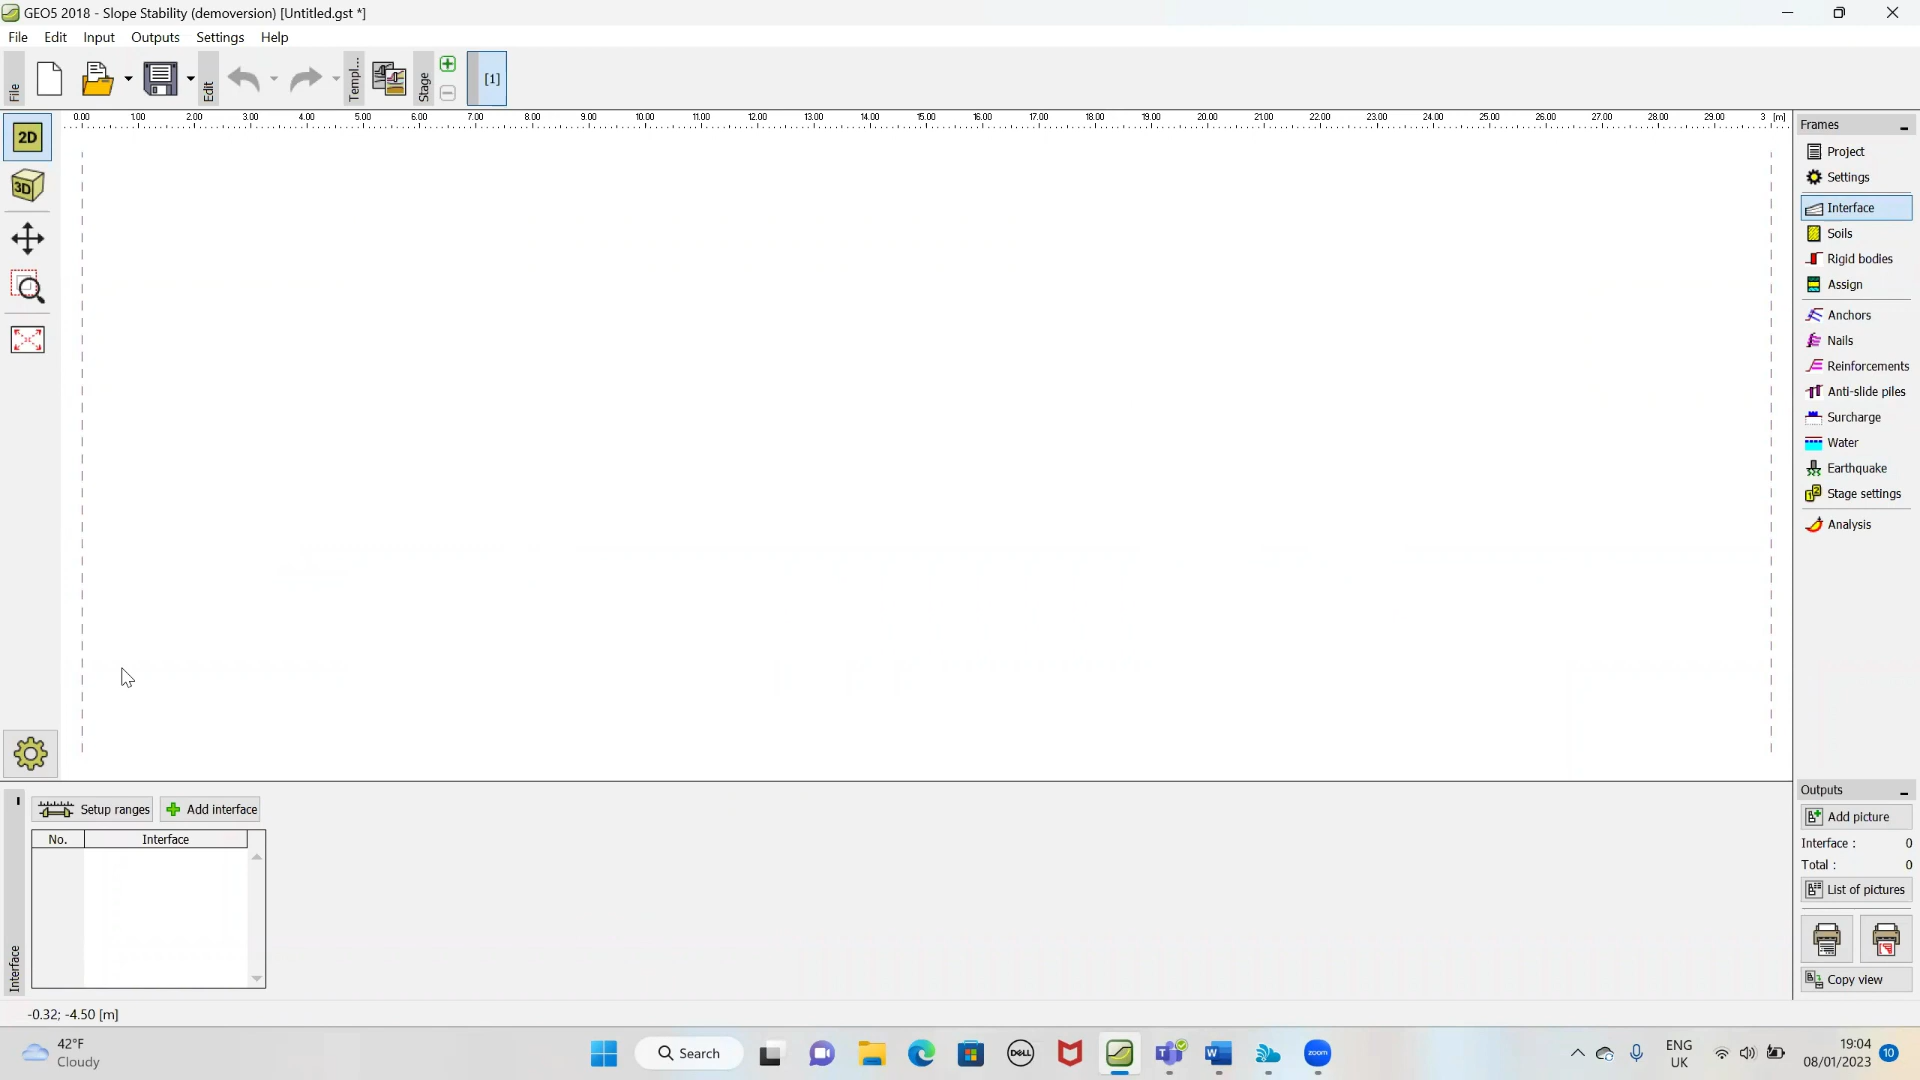 GEO5 2018 - Slope Stability (demoversion) [Untitled.gst *]
File Edit Input Outputs Settings Help
File Edit Templ... Stage [1]
0.00 1.00 2.00 3.00 4.00 5.00 6.00 7.00 8.00 9.00 10.00 11.00 12.00 13.00 14.00 15.00 16.00 17.00 18.00 19.00 20.00 21.00 22.00 23.00 24.00 25.00 26.00 27.00 28.00 29.00 3 [m]
2D
3D
Frames
Project
Settings
Interface
Soils
Rigid bodies
Assign
Anchors
Nails
Reinforcements
Anti-slide piles
Surcharge
Water
Earthquake
Stage settings
Analysis
Setup ranges Add interface
No. Interface
Interface
Outputs
Add picture
Interface : 0
Total : 0
List of pictures
Copy view
-0.32; -4.50 [m]
42°F
Cloudy
Search
DELL
zoom
ENG
UK
19:04
08/01/2023
10